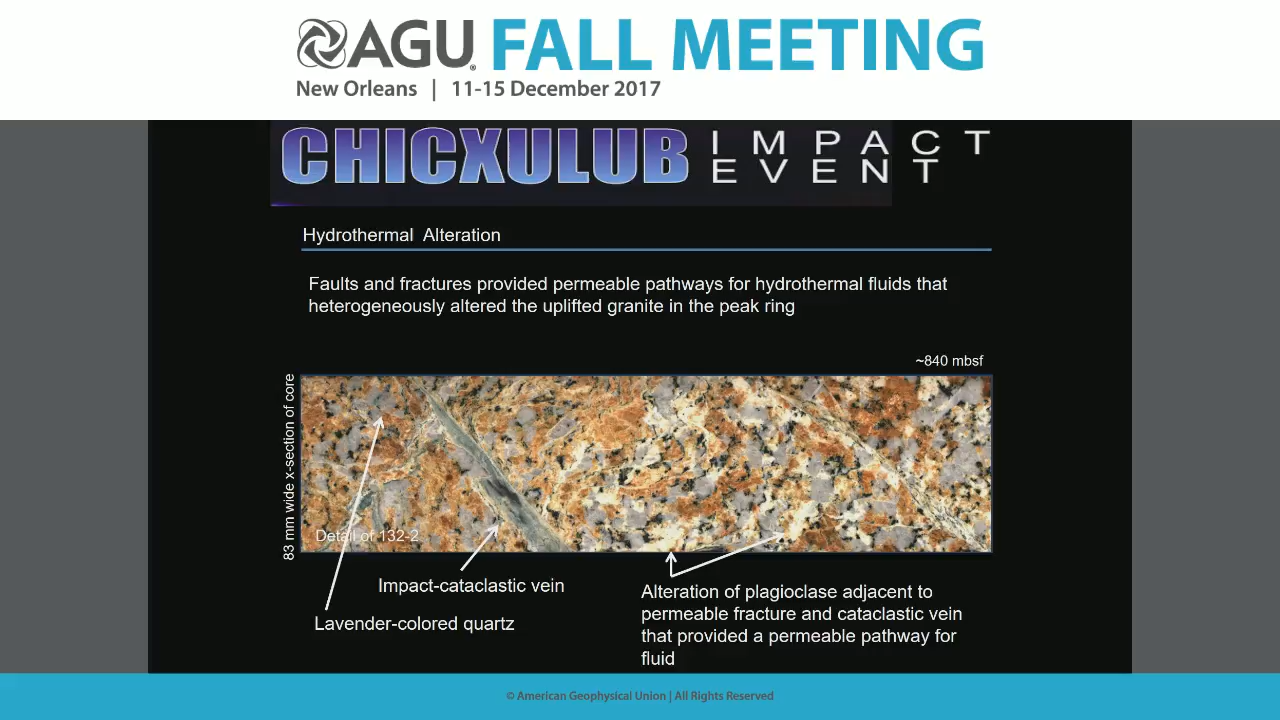 AGU FALL MEETING
New Orleans | 11-15 December 2017
CHICXULUB IMPACT EVENT
Hydrothermal Alteration
Faults and fractures provided permeable pathways for hydrothermal fluids that
heterogeneously altered the uplifted granite in the peak ring
~840 mbsf
83 mm wide x-section of core
Detail of 132-2
Impact-cataclastic vein
Lavender-colored quartz
Alteration of plagioclase adjacent to
permeable fracture and cataclastic vein
that provided a permeable pathway for
fluid
© American Geophysical Union | All Rights Reserved